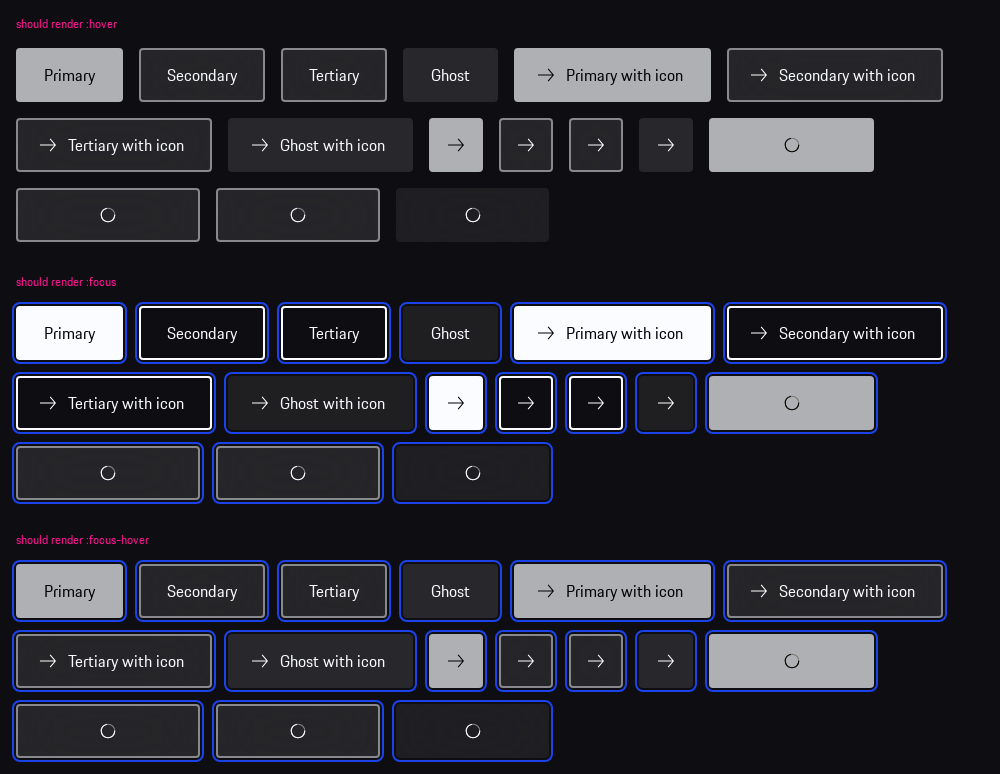 should render :hover
Primary Secondary Tertiary Ghost Primary with icon Secondary with icon
Tertiary with icon Ghost with icon
should render :focus
Primary Secondary Tertiary Ghost Primary with icon Secondary with icon
Tertiary with icon Ghost with icon
should render :focus-hover
Primary Secondary Tertiary Ghost Primary with icon Secondary with icon
Tertiary with icon Ghost with icon